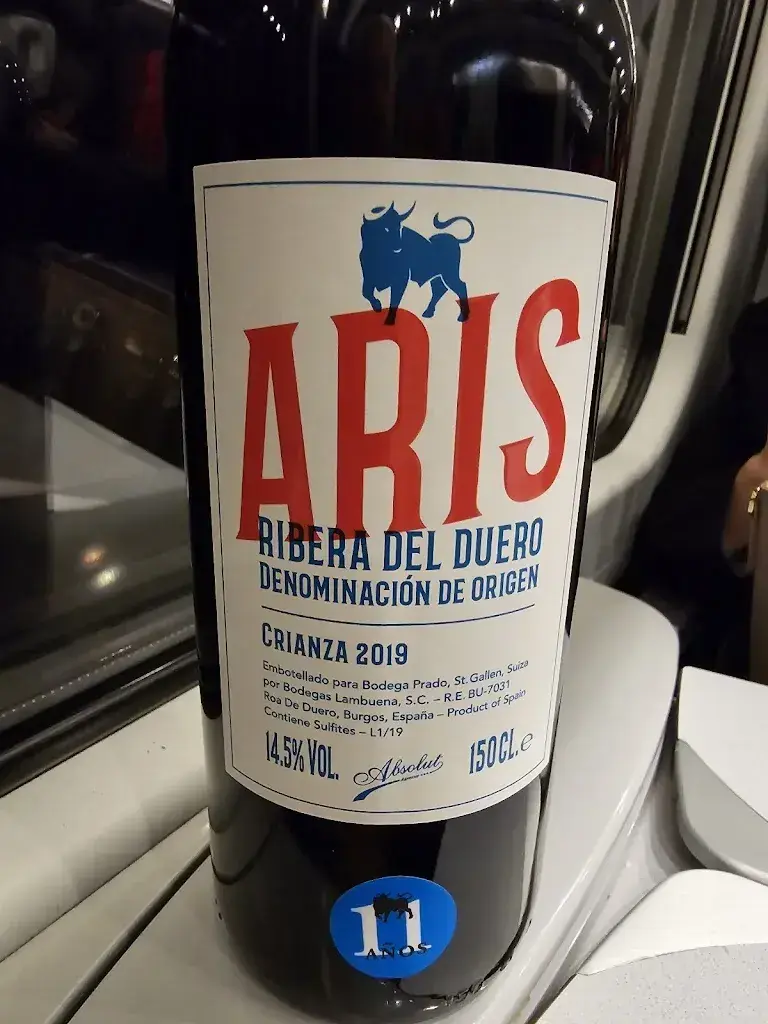 ARIS
RIBERA DEL DUERO
DENOMINACIÓN DE ORIGEN
CRIANZA 2019
Embotellado para Bodega Prado, St. Gallen, Suiza
por Bodegas Lambuena, S.C. – R.E. BU-7031
Roa De Duero, Burgos, España – Product of Spain
Contiene Sulfites – L1/19
14.5% VOL.
Absolut
150 CL. e
11
AÑOS